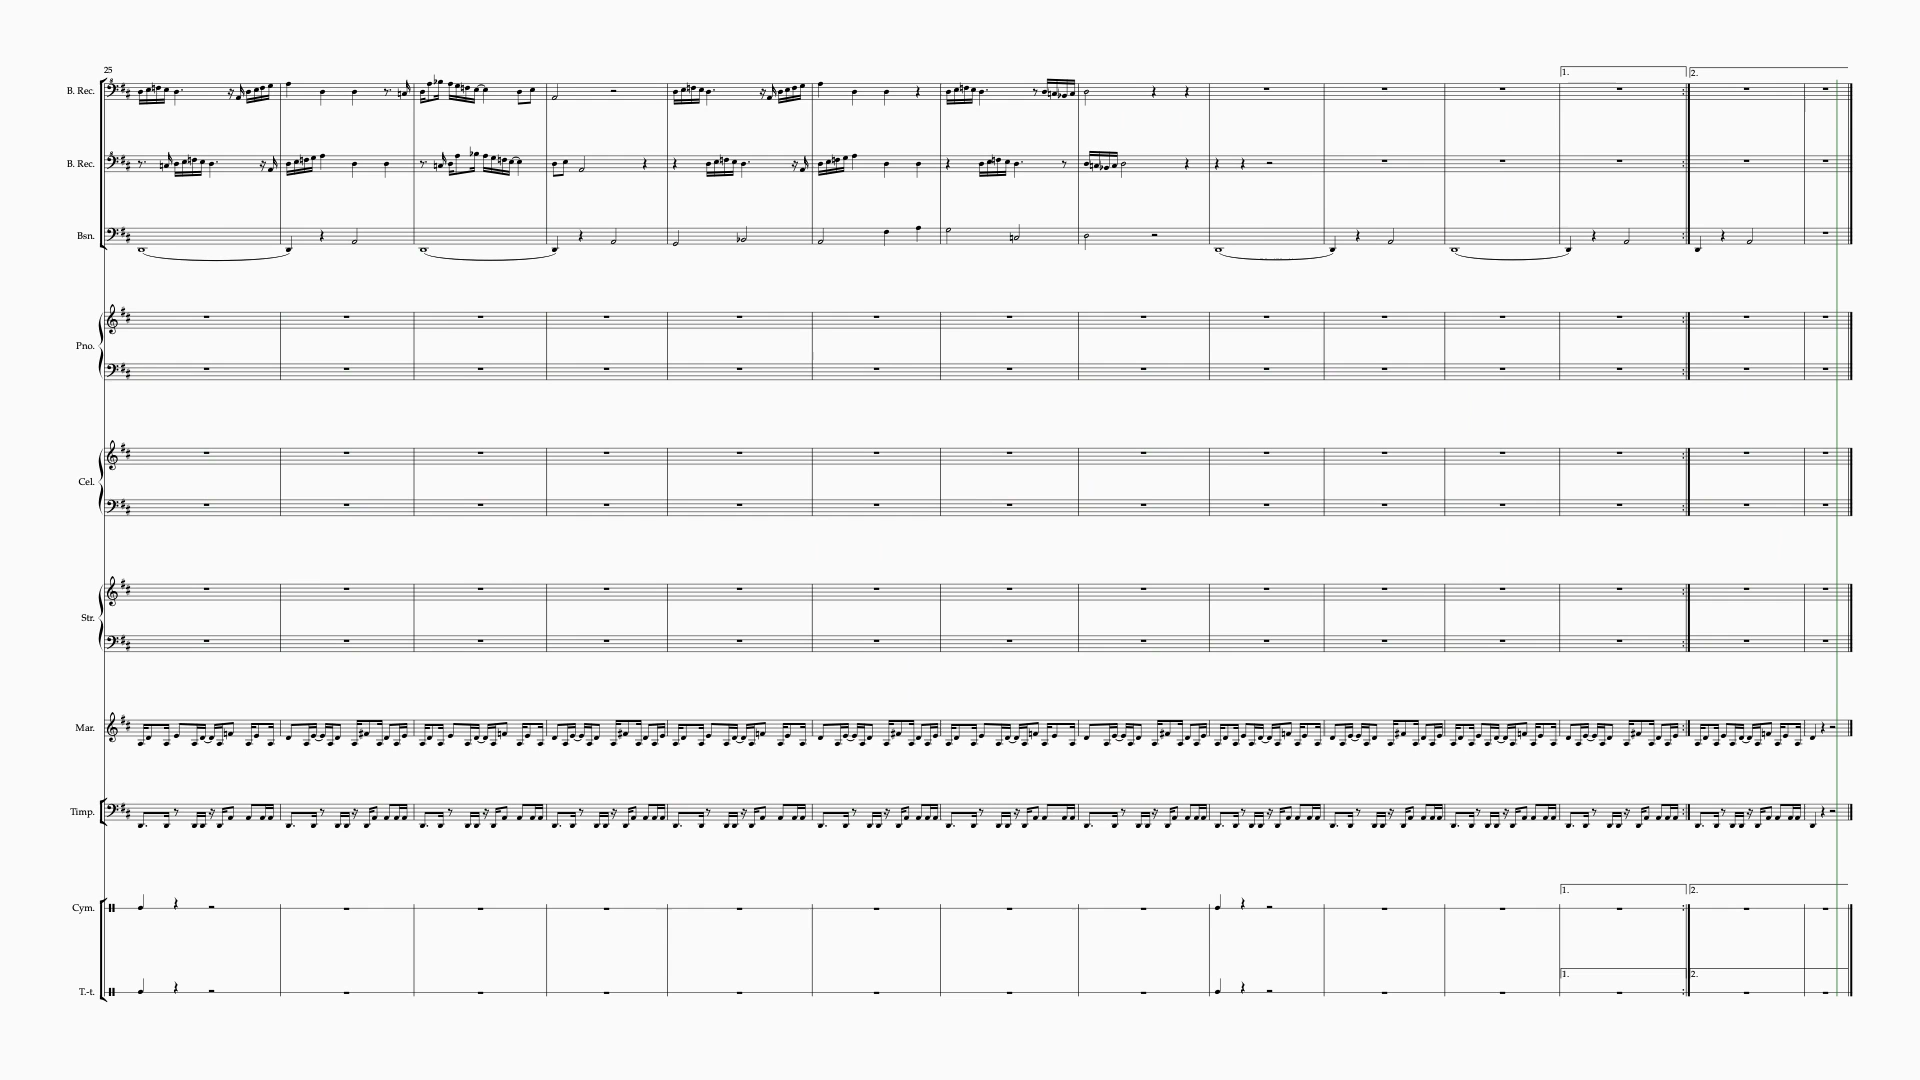 25
1. 2.
B. Rec.
B. Rec.
Bsn.
Pno.
Cel.
Str.
Mar.
Timp.
1. 2.
Cym.
1. 2.
T.-t.